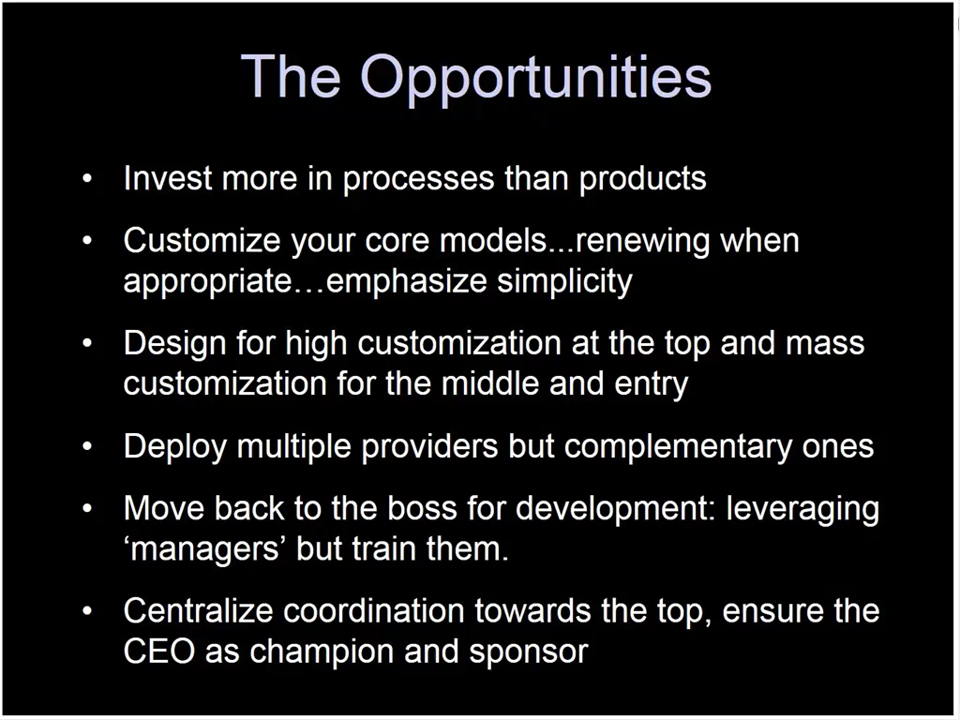 The Opportunities
• Invest more in processes than products
• Customize your core models...renewing when
appropriate…emphasize simplicity
• Design for high customization at the top and mass
customization for the middle and entry
• Deploy multiple providers but complementary ones
• Move back to the boss for development: leveraging
‘managers’ but train them.
• Centralize coordination towards the top, ensure the
CEO as champion and sponsor